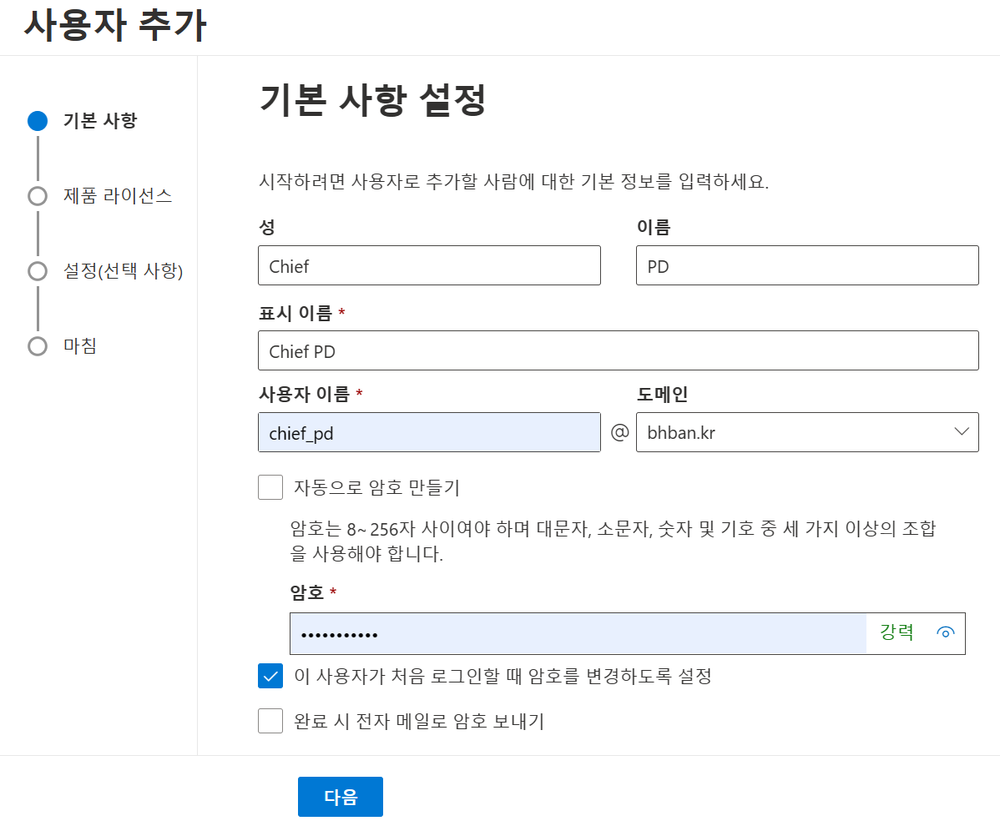 사용자 추가
기본 사항
제품 라이선스
설정(선택 사항)
마침
기본 사항 설정
시작하려면 사용자로 추가할 사람에 대한 기본 정보를 입력하세요.
성
이름
Chief
PD
표시 이름 *
Chief PD
사용자 이름 *
도메인
chief_pd
@
bhban.kr
자동으로 암호 만들기
암호는 8~256자 사이여야 하며 대문자, 소문자, 숫자 및 기호 중 세 가지 이상의 조합
을 사용해야 합니다.
암호 *
•••••••••••
강력
이 사용자가 처음 로그인할 때 암호를 변경하도록 설정
완료 시 전자 메일로 암호 보내기
다음